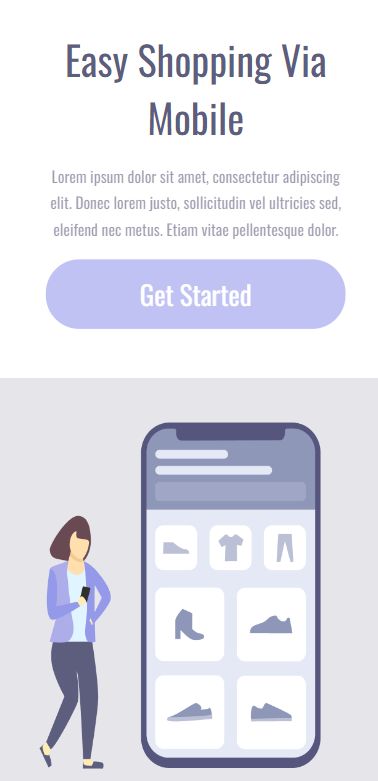 Easy Shopping Via
Mobile
Lorem ipsum dolor sit amet, consectetur adipiscing
elit. Donec lorem justo, sollicitudin vel ultricies sed,
eleifend nec metus. Etiam vitae pellentesque dolor.
Get Started